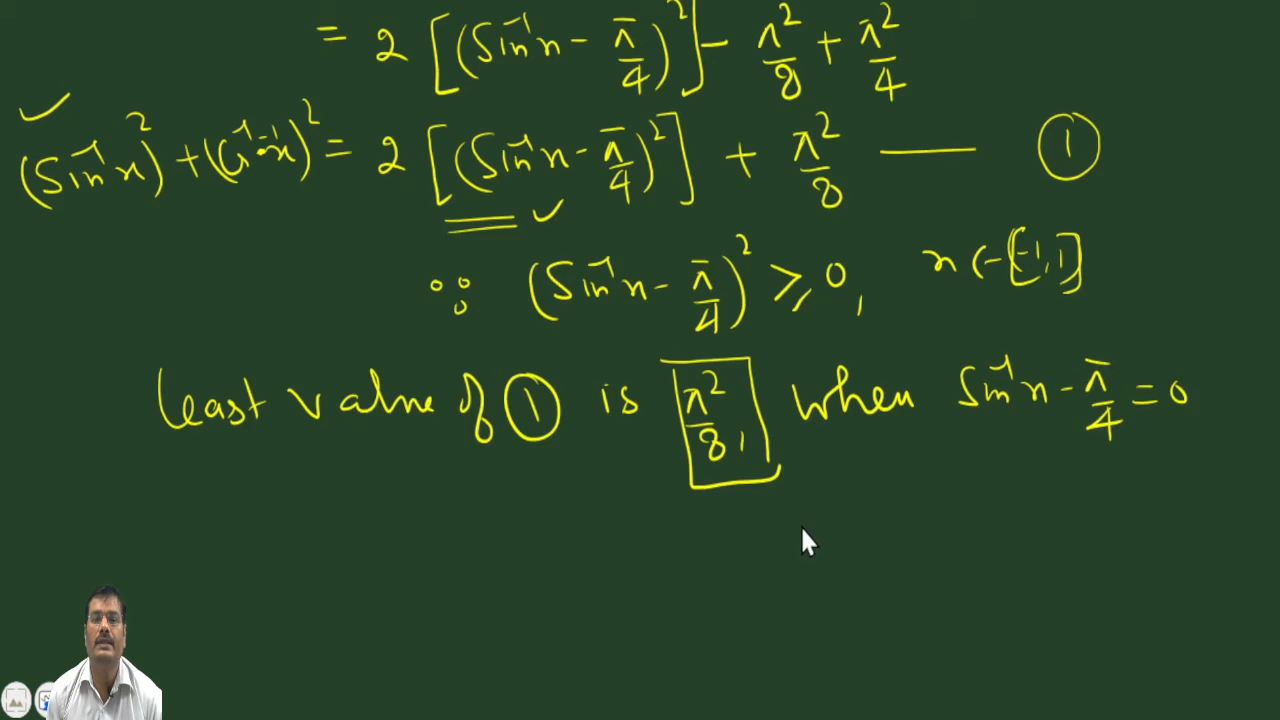 = 2 [(Sin⁻¹x - π/4)²] - π²/8 + π²/4
(Sin⁻¹x)² + (Cos⁻¹x)² = 2 [(Sin⁻¹x - π/4)²] + π²/8 —— ①
∵ (Sin⁻¹x - π/4)² ≥ 0, x ∈ [-1, 1]
Least value of ① is π²/8, when Sin⁻¹x - π/4 = 0